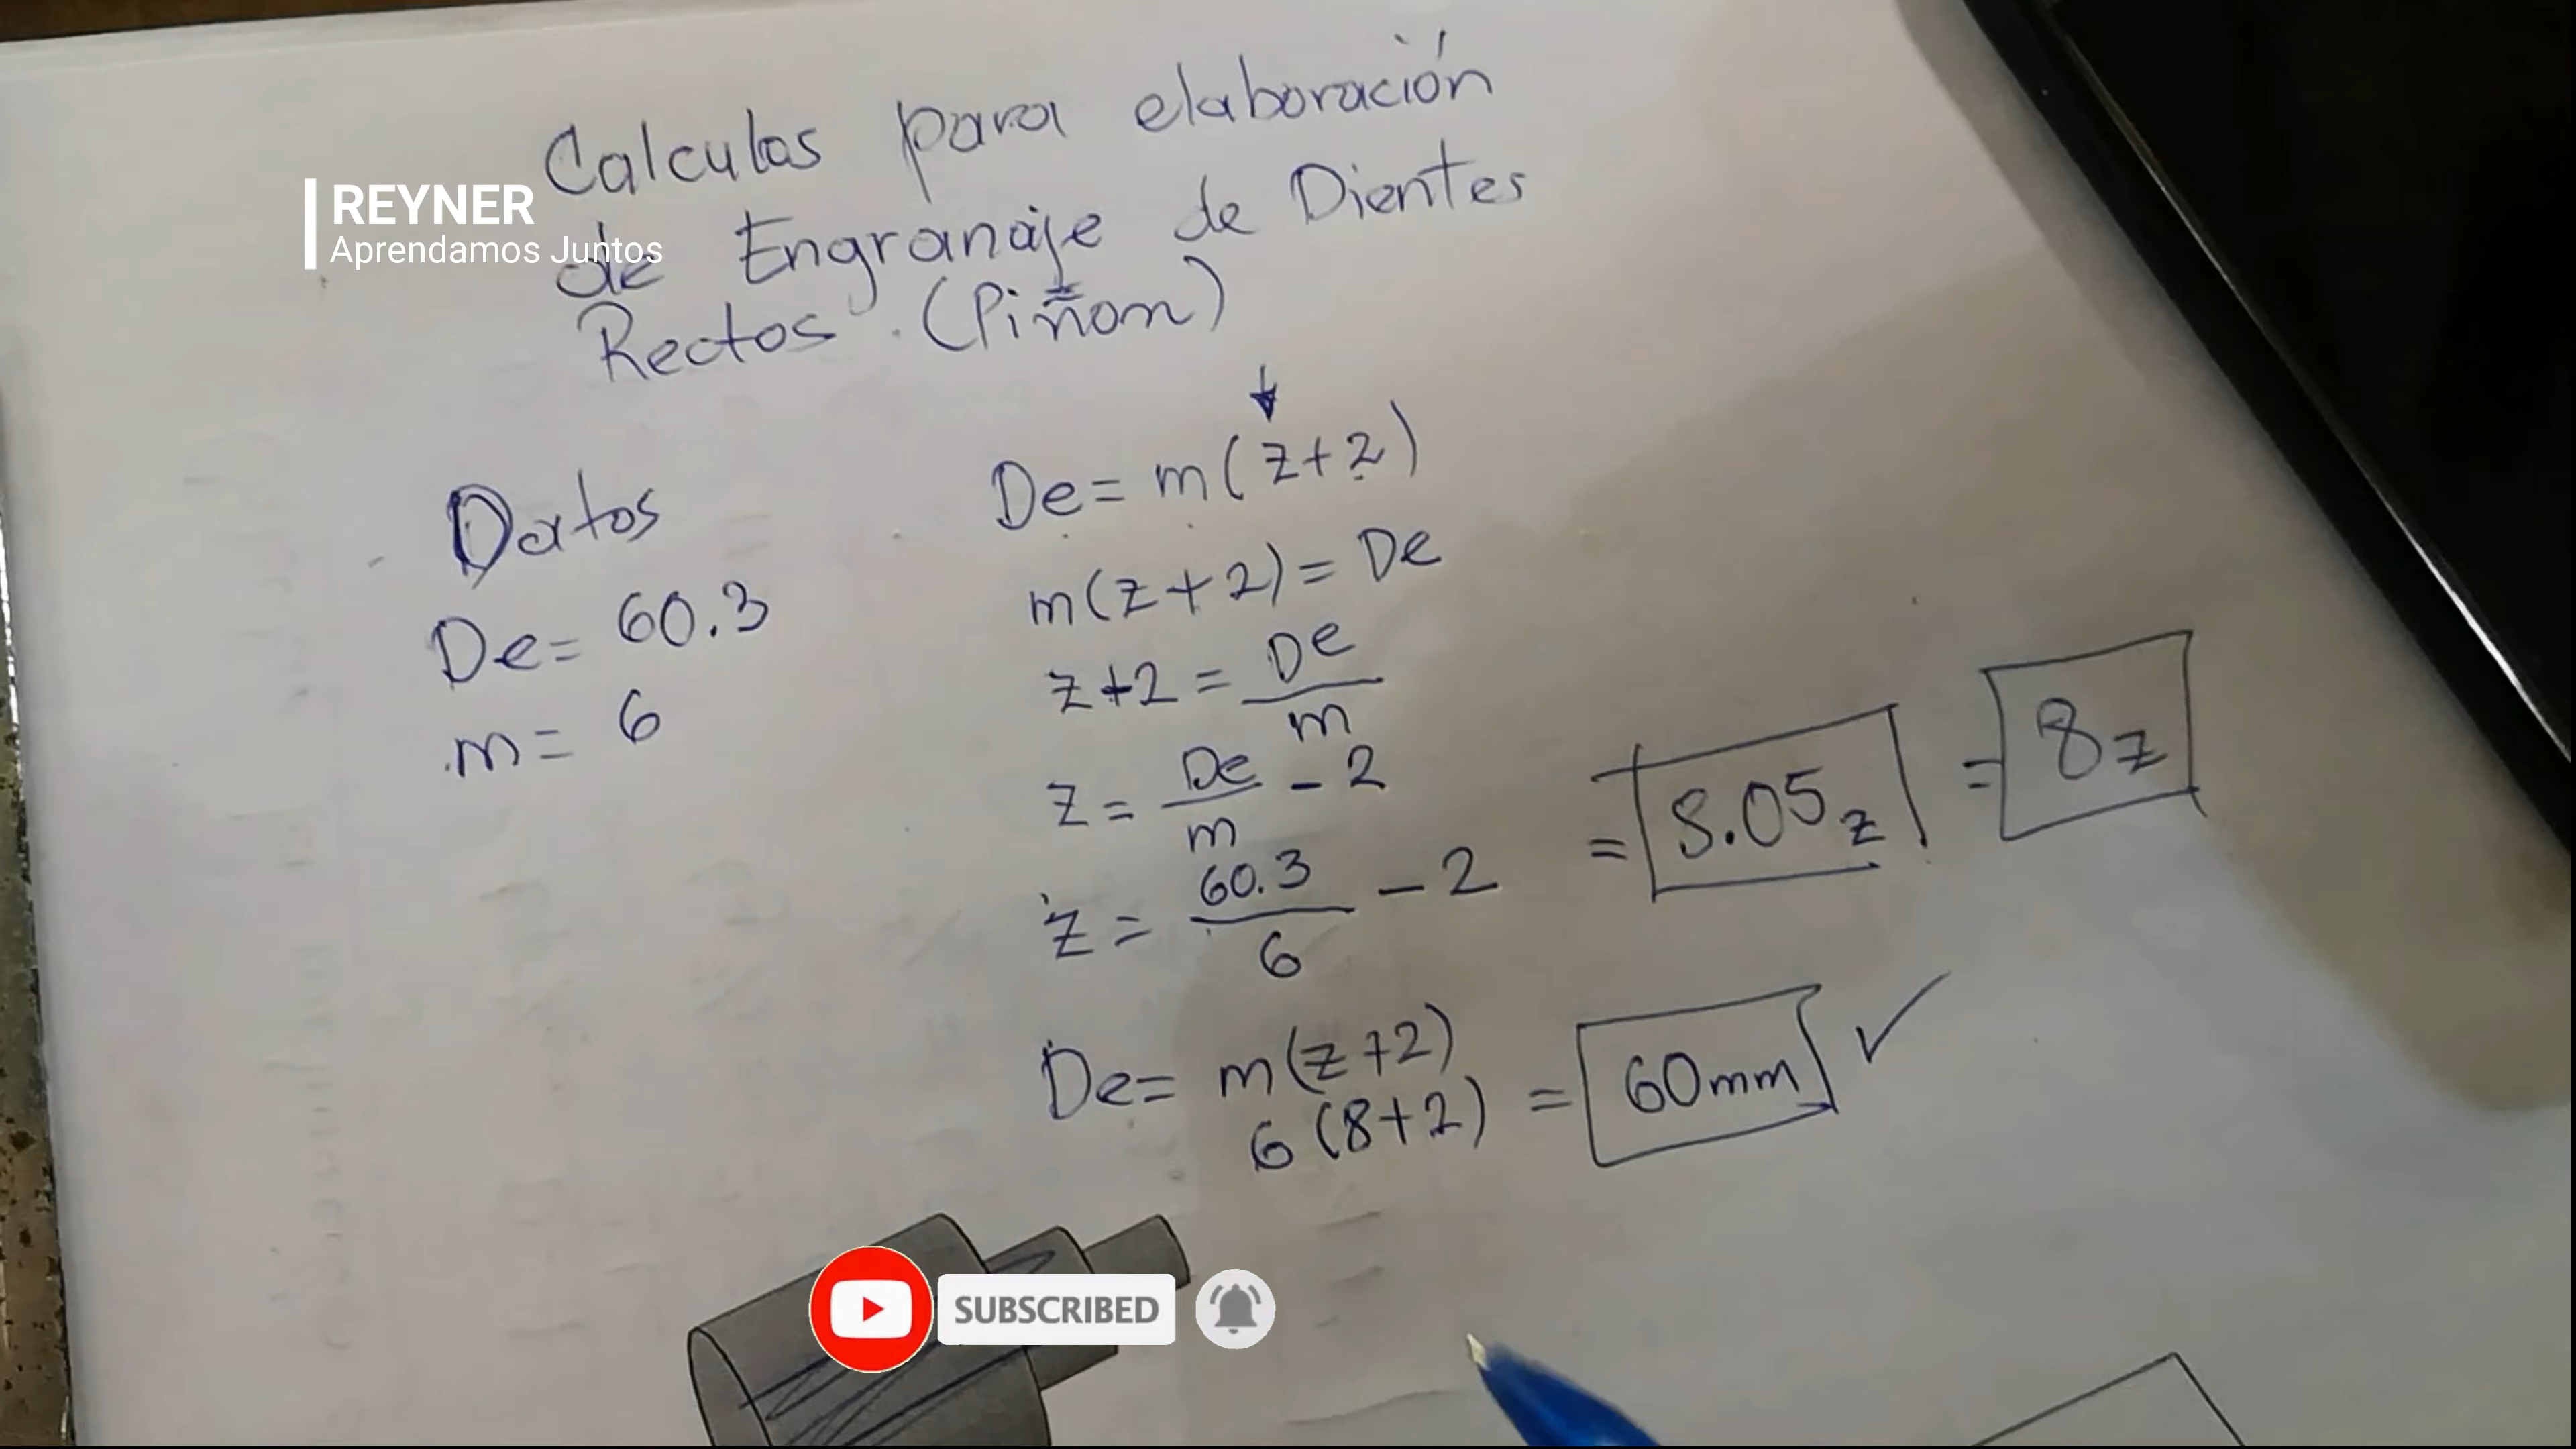 Calculos para elaboración
REYNER
Aprendamos Juntos
de Engranaje de Dientes
Rectos. (Piñon)
Datos
De= 60.3
m= 6
De= m(z+2)
m(z+2)= De
z+2 = De/m
z = De/m - 2
z = 60.3/6 - 2 = 8.05z = 8z
De= m(z+2)
6(8+2) = 60mm ✓
SUBSCRIBED